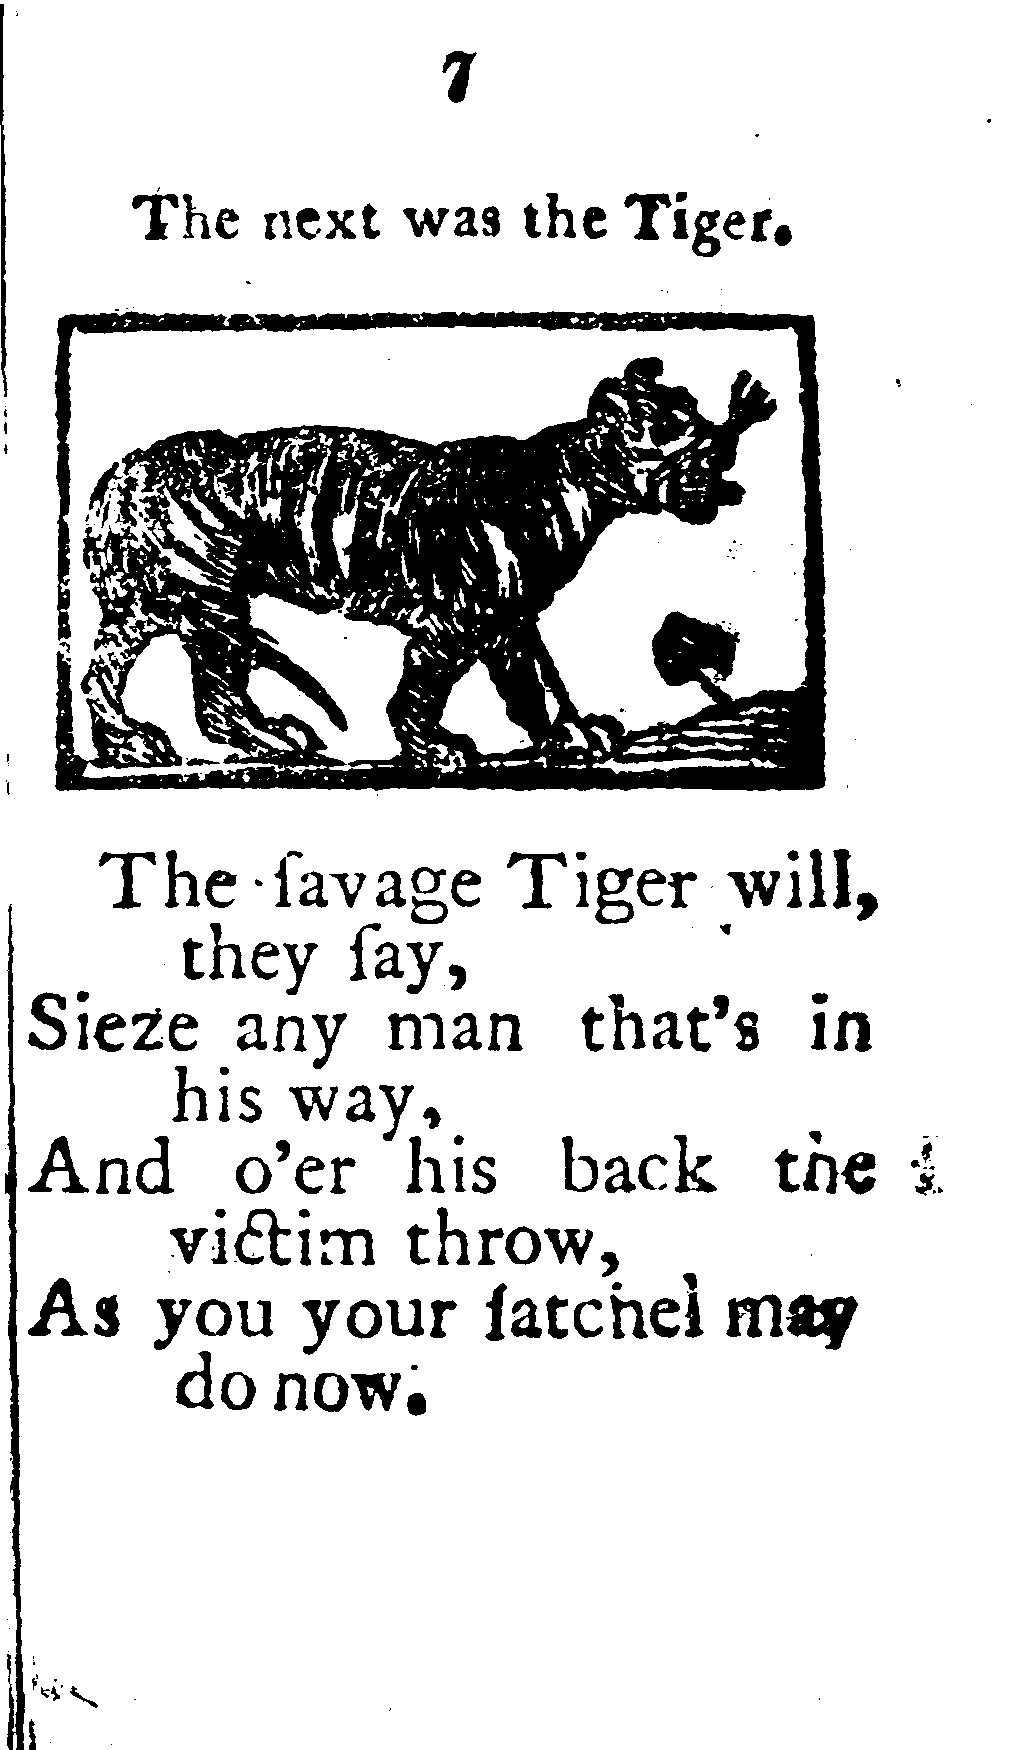 7
The next was the Tiger.
The ſavage Tiger will,
they ſay,
Sieze any man that's in
his way,
And o'er his back the
victim throw,
As you your ſatchel may
do now.